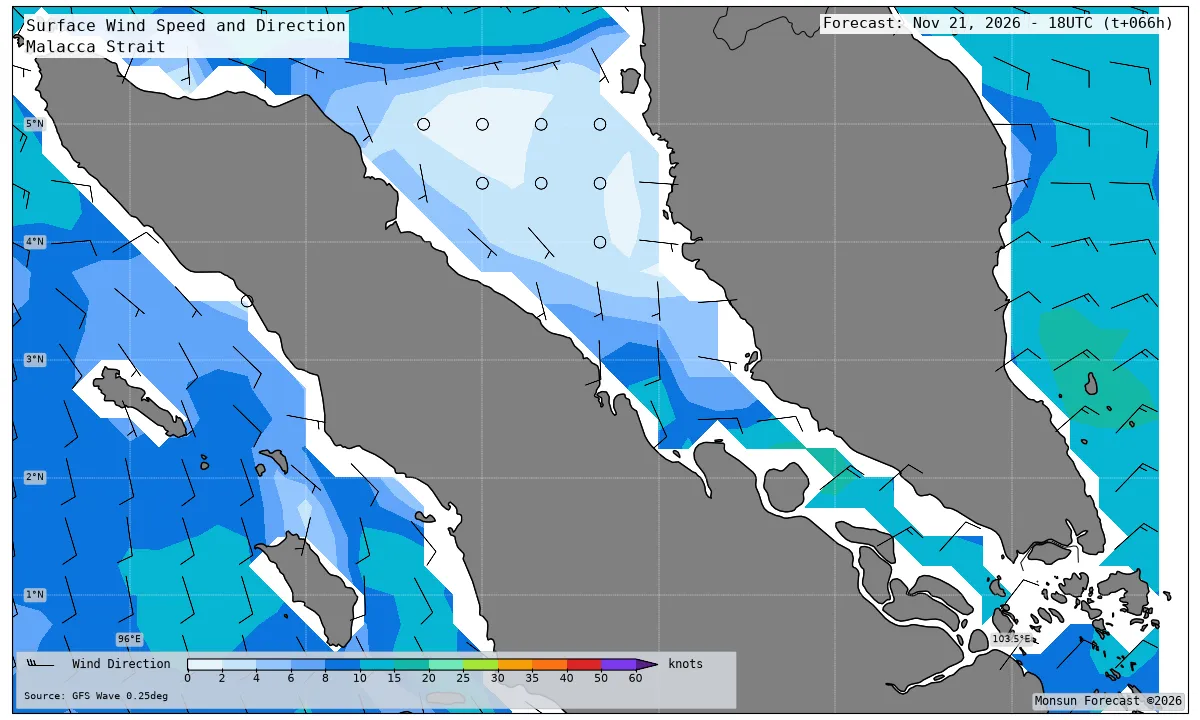 Surface Wind Speed and Direction
Malacca Strait
Forecast: Nov 21, 2026 - 18UTC (t+066h)
5°N
4°N
3°N
2°N
1°N
96°E
103.5°E
Wind Direction
knots
0 2 4 6 8 10 15 20 25 30 35 40 50 60
Source: GFS Wave 0.25deg
Monsun Forecast ©2026